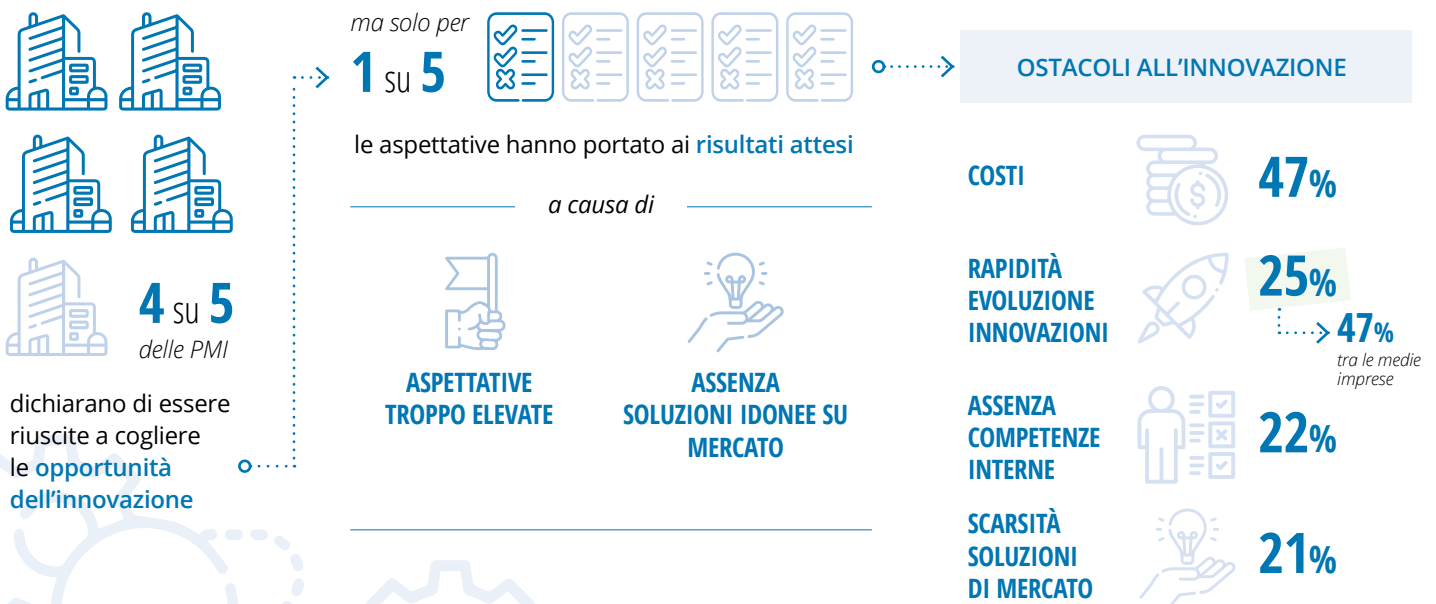 4 su 5
delle PMI
dichiarano di essere
riuscite a cogliere
le opportunità
dell'innovazione
ma solo per
1 su 5
le aspettative hanno portato ai risultati attesi
a causa di
ASPETTATIVE
TROPPO ELEVATE
ASSENZA
SOLUZIONI IDONEE SU
MERCATO
OSTACOLI ALL'INNOVAZIONE
COSTI
47%
RAPIDITÀ
EVOLUZIONE
INNOVAZIONI
25%
47%
tra le medie
imprese
ASSENZA
COMPETENZE
INTERNE
22%
SCARSITÀ
SOLUZIONI
DI MERCATO
21%